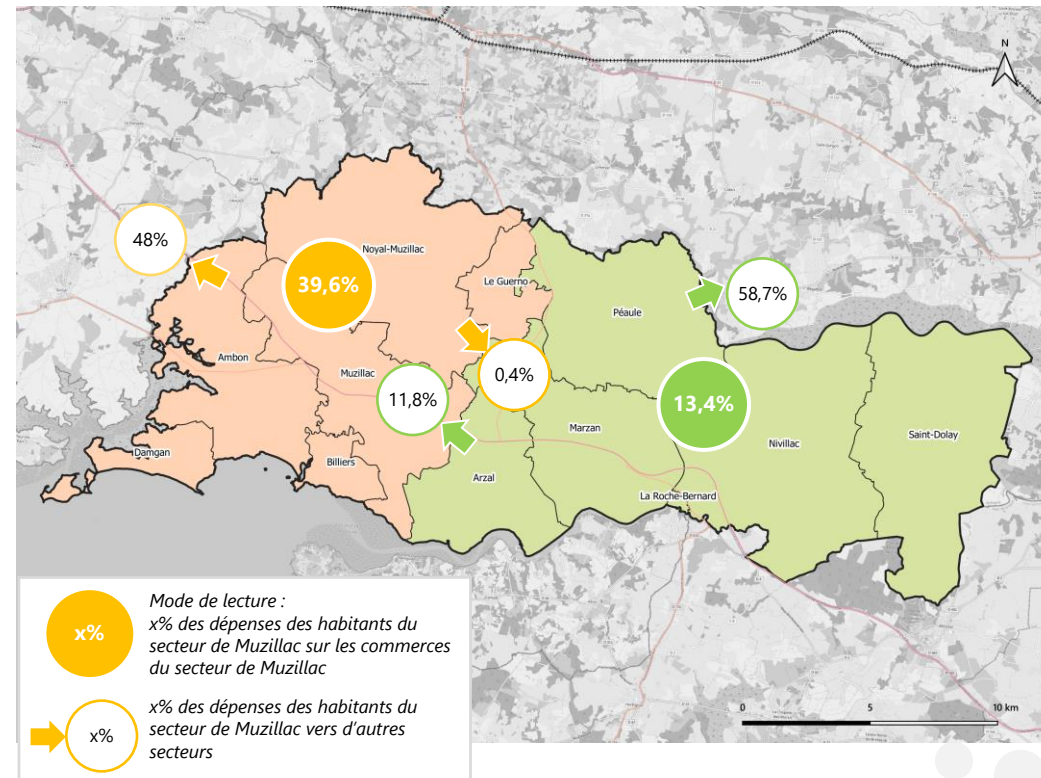 N
48%
Noyal-Muzillac
39,6%
Le Guerno
58,7%
Péaule
Ambon
Muzillac
0,4%
11,8%
13,4%
Marzan
Nivillac
Saint-Dolay
Damgan
Billiers
Arzal
La Roche-Bernard
x%
Mode de lecture :
x% des dépenses des habitants du
secteur de Muzillac sur les commerces
du secteur de Muzillac
x%
x% des dépenses des habitants du
secteur de Muzillac vers d'autres
secteurs
0
5
10 km